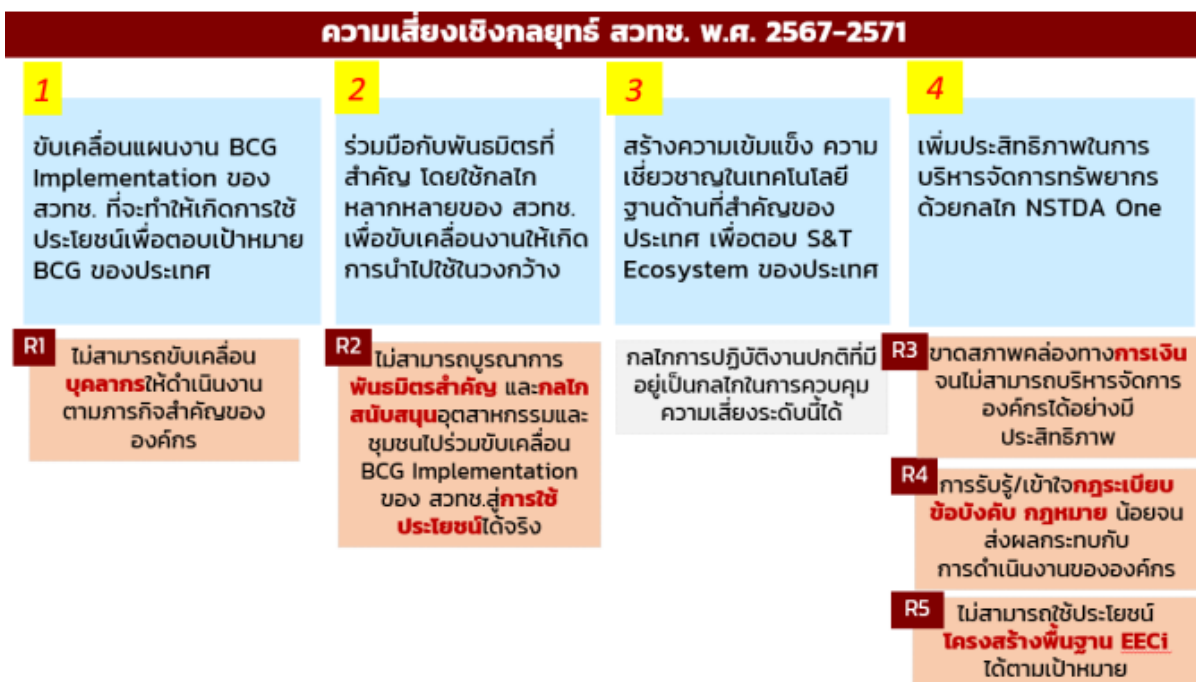 ความเสี่ยงเชิงกลยุทธ์ สวทช. พ.ศ. 2567-2571
1
ขับเคลื่อนแผนงาน BCG
Implementation ของ
สวทช. ที่จะทำให้เกิดการใช้
ประโยชน์เพื่อตอบเป้าหมาย
BCG ของประเทศ
R1
ไม่สามารถขับเคลื่อน
บุคลากรให้ดำเนินงาน
ตามภารกิจสำคัญของ
องค์กร
2
ร่วมมือกับพันธมิตรที่
สำคัญ โดยใช้กลไก
หลากหลายของ สวทช.
เพื่อขับเคลื่อนงานให้เกิด
การนำไปใช้ในวงกว้าง
R2
ไม่สามารถบูรณาการ
พันธมิตรสำคัญ และกลไก
สนับสนุนอุตสาหกรรมและ
ชุมชนไปร่วมขับเคลื่อน
BCG Implementation
ของ สวทช.สู่การใช้
ประโยชน์ได้จริง
3
สร้างความเข้มแข็ง ความ
เชี่ยวชาญในเทคโนโลยี
ฐานด้านที่สำคัญของ
ประเทศ เพื่อตอบ S&T
Ecosystem ของประเทศ
กลไกการปฏิบัติงานปกติที่มี
อยู่เป็นกลไกในการควบคุม
ความเสี่ยงระดับนี้ได้
4
เพิ่มประสิทธิภาพในการ
บริหารจัดการทรัพยากร
ด้วยกลไก NSTDA One
R3
ขาดสภาพคล่องทางการเงิน
จนไม่สามารถบริหารจัดการ
องค์กรได้อย่างมี
ประสิทธิภาพ
R4
การรับรู้/เข้าใจกฎระเบียบ
ข้อบังคับ กฎหมาย น้อยจน
ส่งผลกระทบกับ
การดำเนินงานขององค์กร
R5
ไม่สามารถใช้ประโยชน์
โครงสร้างพื้นฐาน EECi
ได้ตามเป้าหมาย